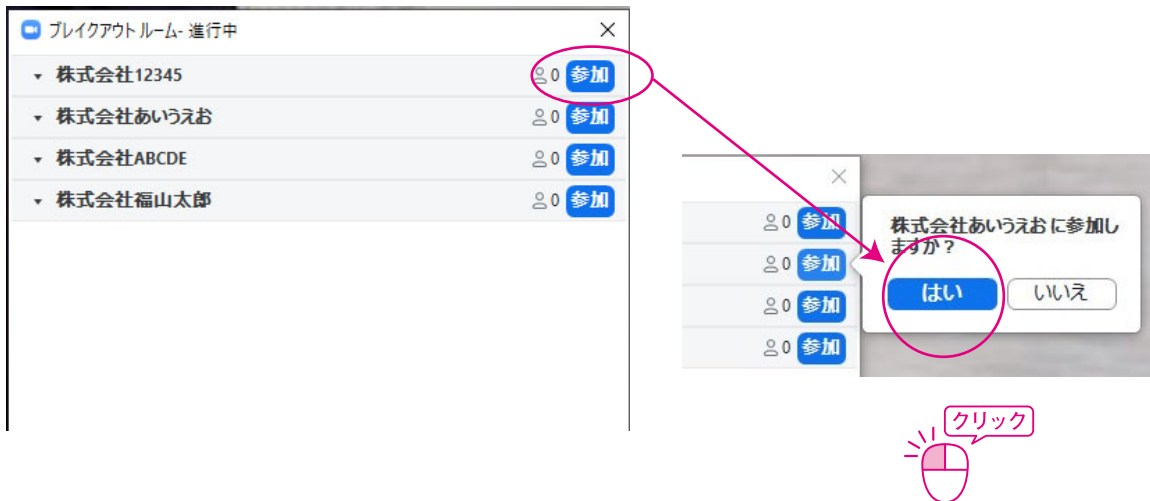 ブレイクアウト ルーム- 進行中
株式会社12345
0 参加
株式会社あいうえお
0 参加
株式会社ABCDE
0 参加
株式会社福山太郎
0 参加
0 参加
0 参加
0 参加
0 参加
株式会社あいうえお に参加し
ますか？
はい
いいえ
クリック